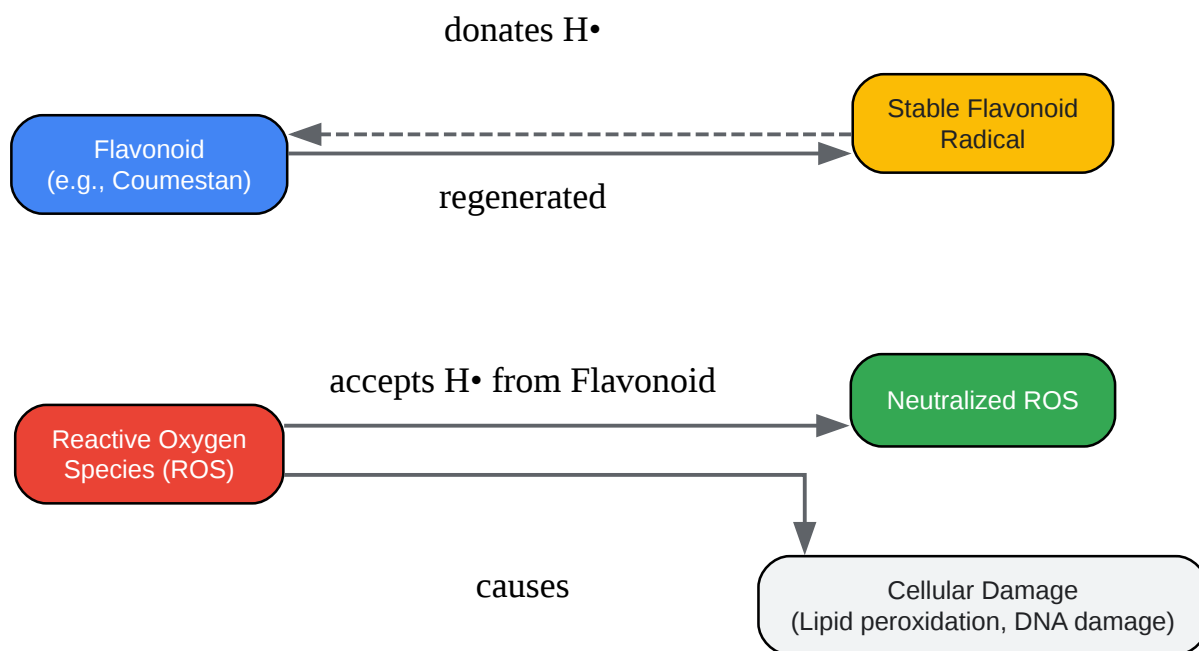 donates H•
Stable Flavonoid
Radical
Flavonoid
(e.g., Coumestan)
regenerated
accepts H• from Flavonoid
Neutralized ROS
Reactive Oxygen
Species (ROS)
causes
Cellular Damage
(Lipid peroxidation, DNA damage)